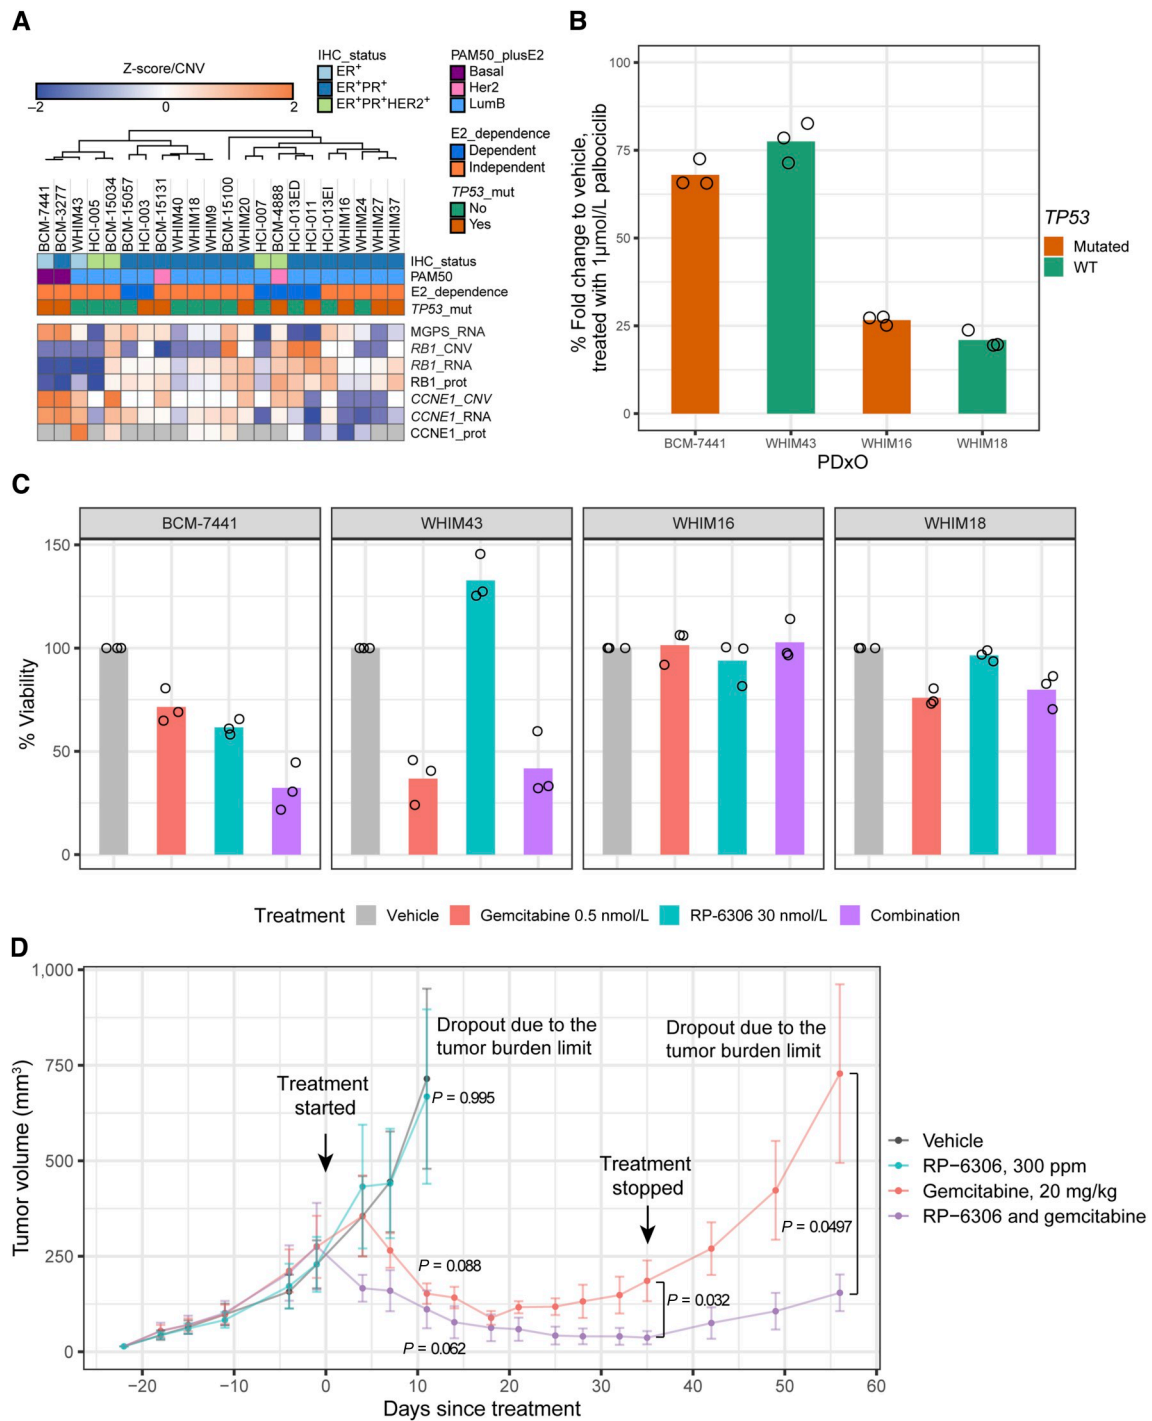 A
Z-score/CNV
–2
0
2
IHC_status
ER+
ER+PR+
ER+PR+HER2+
PAM50_plusE2
Basal
Her2
LumB
E2_dependence
Dependent
Independent
TP53_mut
No
Yes
BCM-7441
BCM-3277
WHIM43
HCI-005
BCM-15034
BCM-15057
HCI-003
BCM-15131
WHIM40
WHIM18
WHIM9
BCM-15100
WHIM20
HCI-007
BCM-4888
HCI-013ED
HCI-011
HCI-013EI
WHIM16
WHIM24
WHIM27
WHIM37
IHC_status
PAM50
E2_dependence
TP53_mut
MGPS_RNA
RB1_CNV
RB1_RNA
RB1_prot
CCNE1_CNV
CCNE1_RNA
CCNE1_prot
B
% Fold change to vehicle,
treated with 1µmol/L palbociclib
100
75
50
25
0
BCM-7441
WHIM43
WHIM16
WHIM18
PDxO
TP53
Mutated
WT
C
BCM-7441
WHIM43
WHIM16
WHIM18
% Viability
150
100
50
0
Treatment
Vehicle
Gemcitabine 0.5 nmol/L
RP-6306 30 nmol/L
Combination
D
Tumor volume (mm³)
1,000
750
500
250
0
Treatment
started
Dropout due to the
tumor burden limit
P = 0.995
P = 0.088
P = 0.062
Treatment
stopped
P = 0.032
Dropout due to the
tumor burden limit
P = 0.0497
−20
−10
0
10
20
30
40
50
60
Days since treatment
Vehicle
RP−6306, 300 ppm
Gemcitabine, 20 mg/kg
RP−6306 and gemcitabine